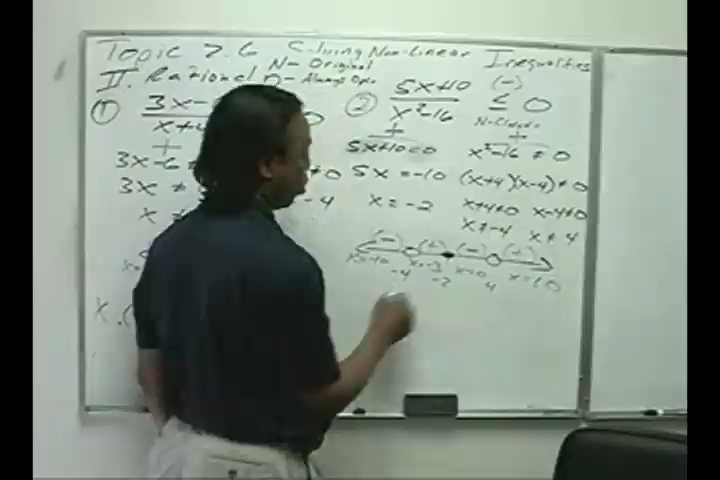 Topic 7.6 Solving Non-Linear Inequalities
N- Original
II. Rational D- Always Open
① 3x-
x+4
3x-6
3x ≠ -4
x ≠
② 5x+10 (-)
x²-16 ≤ 0
N-Closed
+ +
5x+10=0 x²-16 ≠ 0
5x = -10 (x+4)(x-4) ≠ 0
x = -2 x+4≠0 x-4≠0
x ≠ -4 x ≠ 4
(-) (+) (-) (+)
x=-10 x=-3 x=0 x=10
-4 -2 4
x.(